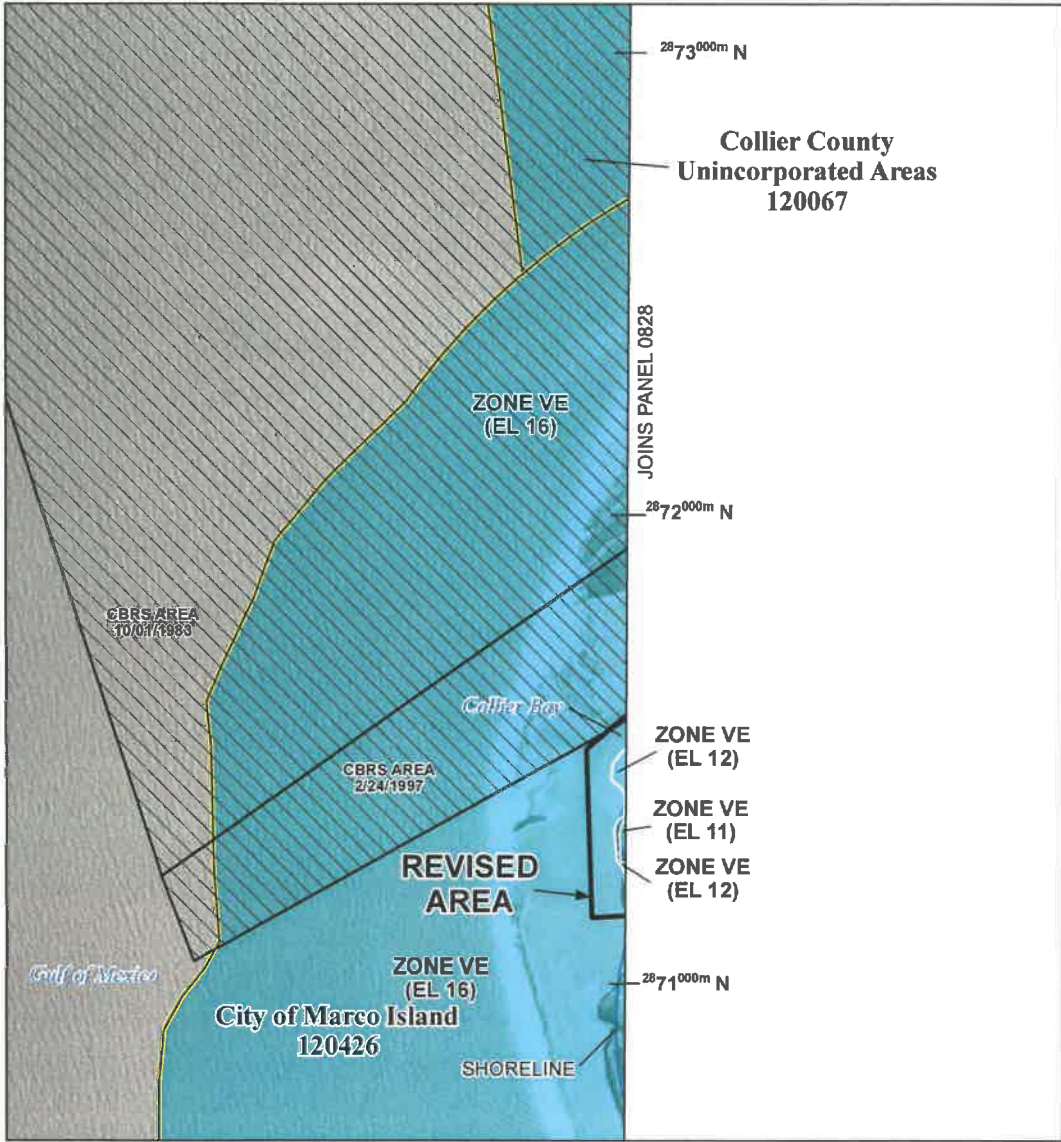 2873000m N
Collier County
Unincorporated Areas
120067
JOINS PANEL 0828
ZONE VE
(EL 16)
2872000m N
CBRS AREA
10/01/1983
Collier Bay
ZONE VE
(EL 12)
CBRS AREA
2/24/1997
ZONE VE
(EL 11)
REVISED
AREA
ZONE VE
(EL 12)
Gulf of Mexico
ZONE VE
(EL 16)
2871000m N
City of Marco Island
120426
SHORELINE